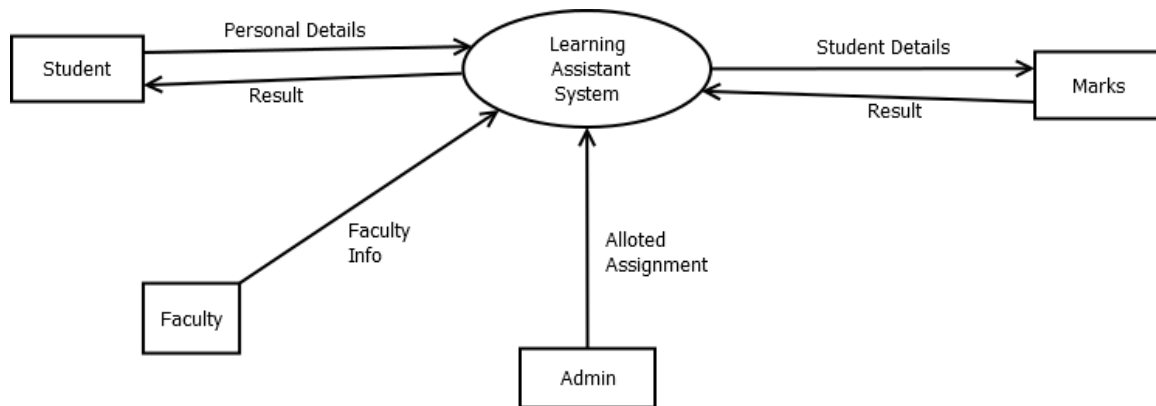 Personal Details
Student
Result
Learning
Assistant
System
Student Details
Marks
Result
Faculty
Info
Faculty
Alloted
Assignment
Admin